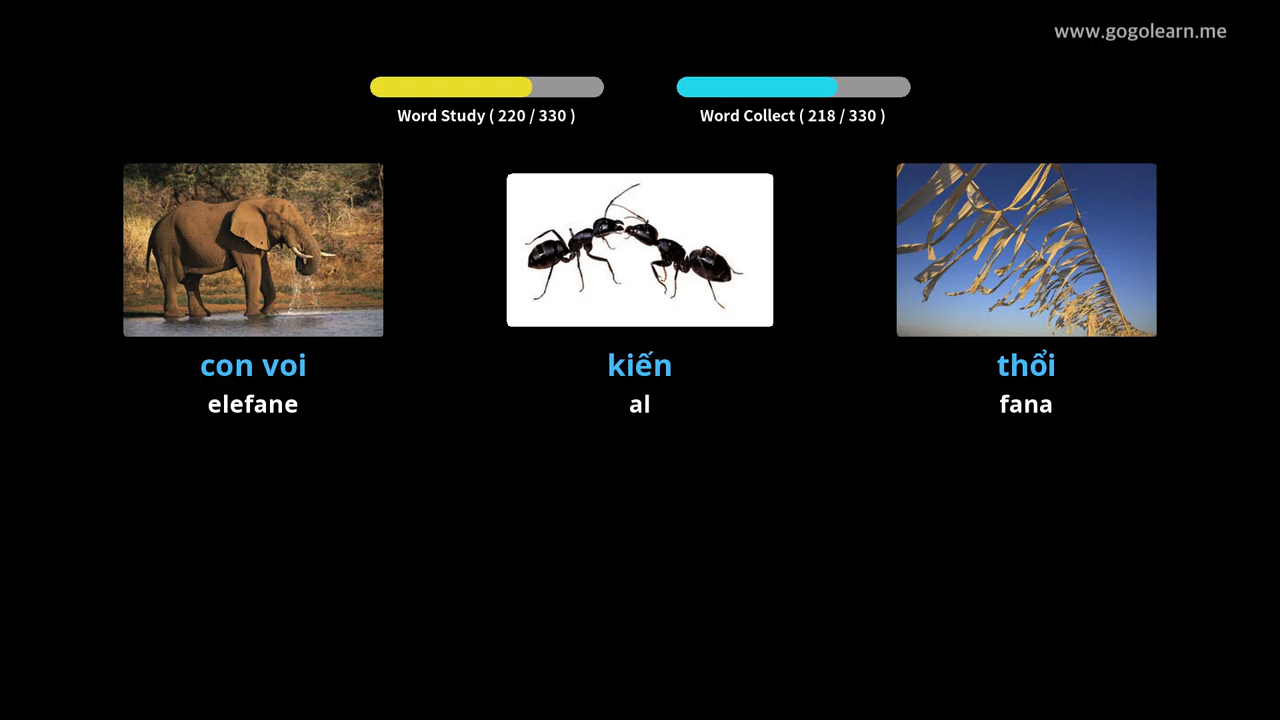 www.gogolearn.me
Word Study ( 220 / 330 )
Word Collect ( 218 / 330 )
con voi
elefane
kiến
al
thổi
fana